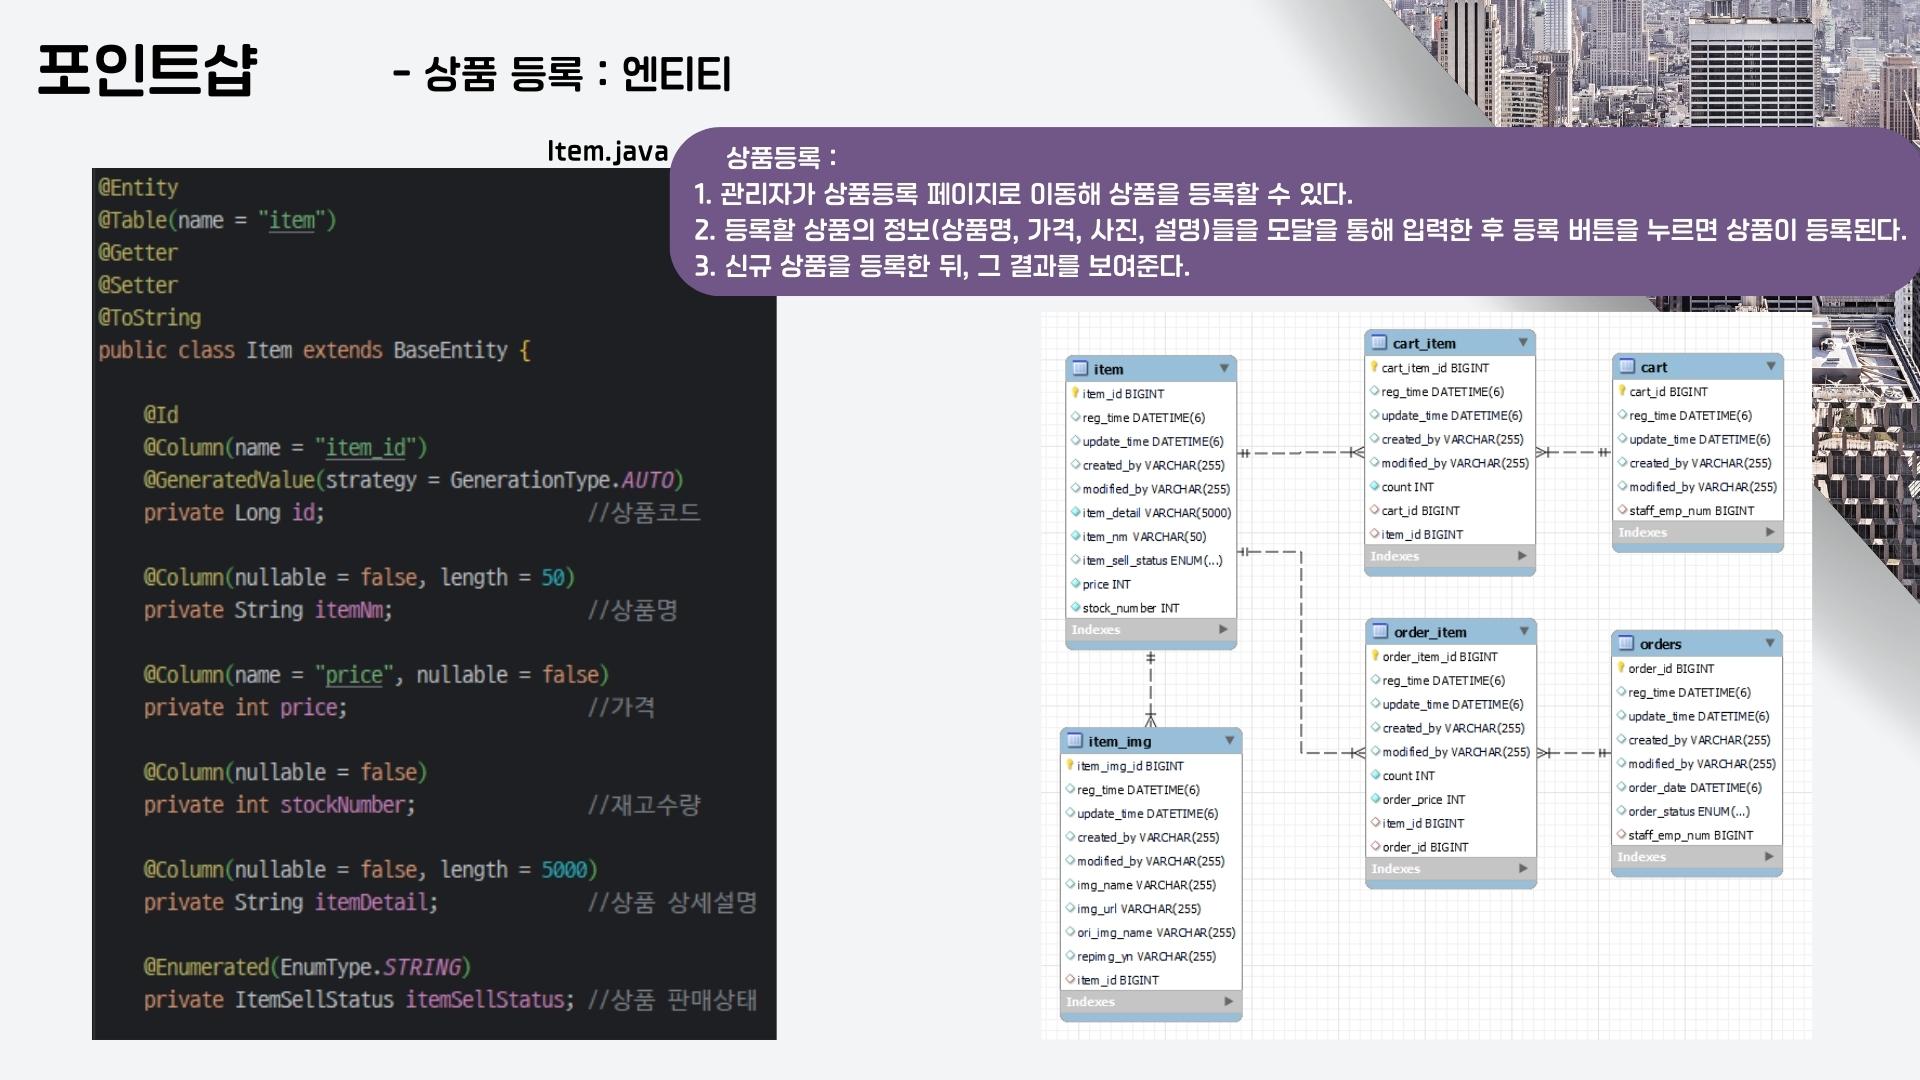 포인트샵
- 상품 등록 : 엔티티
Item.java
상품등록 :
1. 관리자가 상품등록 페이지로 이동해 상품을 등록할 수 있다.
2. 등록할 상품의 정보(상품명, 가격, 사진, 설명)들을 모달을 통해 입력한 후 등록 버튼을 누르면 상품이 등록된다.
3. 신규 상품을 등록한 뒤, 그 결과를 보여준다.
@Entity
@Table(name = "item")
@Getter
@Setter
@ToString
public class Item extends BaseEntity {
@Id
@Column(name = "item_id")
@GeneratedValue(strategy = GenerationType.AUTO)
private Long id; //상품코드
@Column(nullable = false, length = 50)
private String itemNm; //상품명
@Column(name = "price", nullable = false)
private int price; //가격
@Column(nullable = false)
private int stockNumber; //재고수량
@Column(nullable = false, length = 5000)
private String itemDetail; //상품 상세설명
@Enumerated(EnumType.STRING)
private ItemSellStatus itemSellStatus; //상품 판매상태
item
item_id BIGINT
reg_time DATETIME(6)
update_time DATETIME(6)
created_by VARCHAR(255)
modified_by VARCHAR(255)
item_detail VARCHAR(5000)
item_nm VARCHAR(50)
item_sell_status ENUM(...)
price INT
stock_number INT
Indexes
cart_item
cart_item_id BIGINT
reg_time DATETIME(6)
update_time DATETIME(6)
created_by VARCHAR(255)
modified_by VARCHAR(255)
count INT
cart_id BIGINT
item_id BIGINT
Indexes
cart
cart_id BIGINT
reg_time DATETIME(6)
update_time DATETIME(6)
created_by VARCHAR(255)
modified_by VARCHAR(255)
staff_emp_num BIGINT
Indexes
item_img
item_img_id BIGINT
reg_time DATETIME(6)
update_time DATETIME(6)
created_by VARCHAR(255)
modified_by VARCHAR(255)
img_name VARCHAR(255)
img_url VARCHAR(255)
ori_img_name VARCHAR(255)
repimg_yn VARCHAR(255)
item_id BIGINT
Indexes
order_item
order_item_id BIGINT
reg_time DATETIME(6)
update_time DATETIME(6)
created_by VARCHAR(255)
modified_by VARCHAR(255)
count INT
order_price INT
item_id BIGINT
order_id BIGINT
Indexes
orders
order_id BIGINT
reg_time DATETIME(6)
update_time DATETIME(6)
created_by VARCHAR(255)
modified_by VARCHAR(255)
order_date DATETIME(6)
order_status ENUM(...)
staff_emp_num BIGINT
Indexes